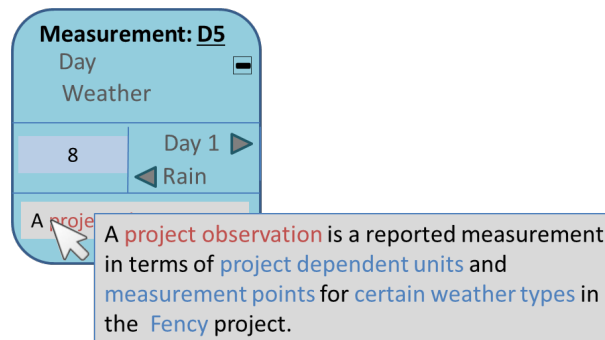 Measurement: D5
Day
Weather
8
Day 1
Rain
A proje
A project observation is a reported measurement
in terms of project dependent units and
measurement points for certain weather types in
the Fency project.